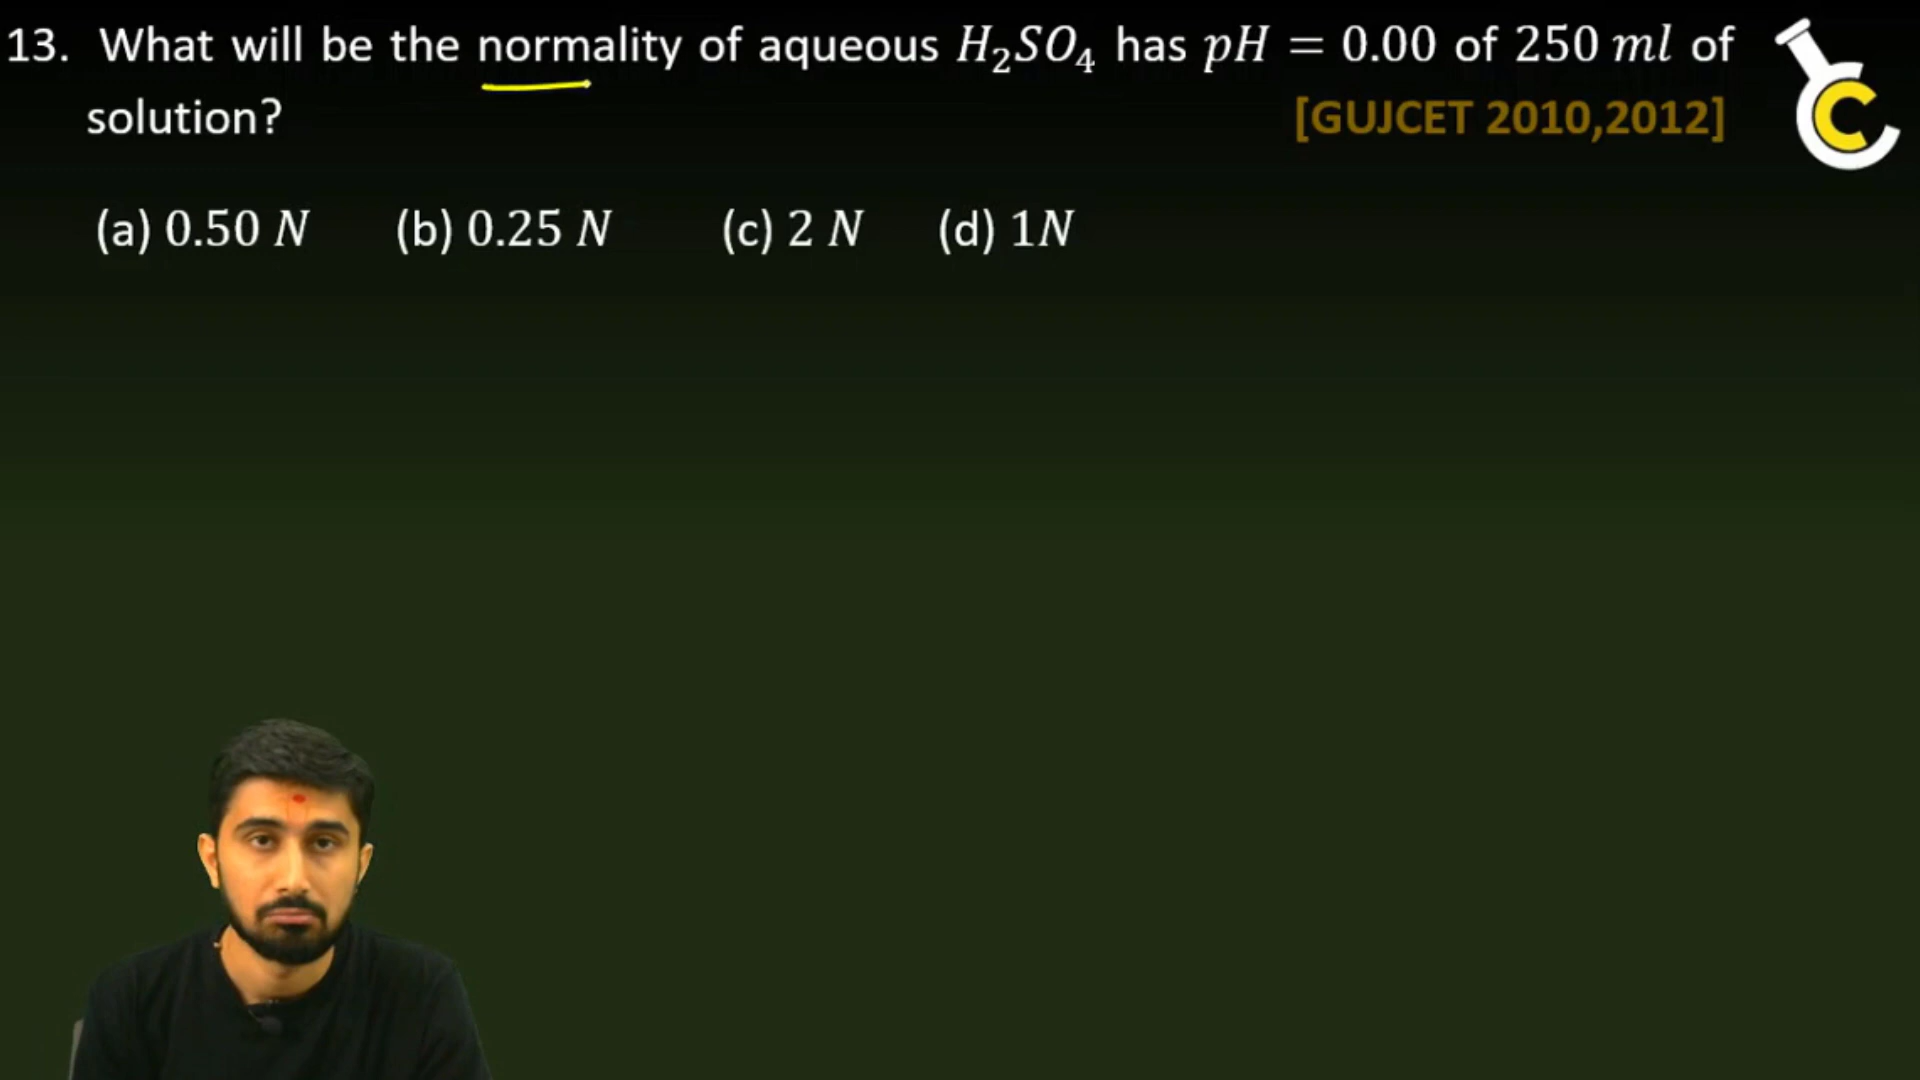 13. What will be the normality of aqueous H₂SO₄ has pH = 0.00 of 250 ml of
solution?
[GUJCET 2010,2012]
(a) 0.50 N (b) 0.25 N (c) 2 N (d) 1N